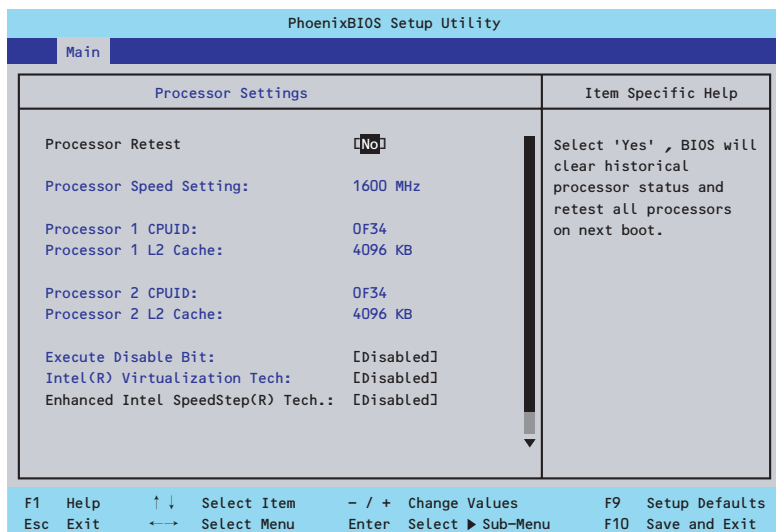 PhoenixBIOS Setup Utility
Main
Processor Settings
Item Specific Help
Processor Retest [No]
Processor Speed Setting: 1600 MHz
Processor 1 CPUID: 0F34
Processor 1 L2 Cache: 4096 KB
Processor 2 CPUID: 0F34
Processor 2 L2 Cache: 4096 KB
Execute Disable Bit: [Disabled]
Intel(R) Virtualization Tech: [Disabled]
Enhanced Intel SpeedStep(R) Tech.: [Disabled]
Select 'Yes' , BIOS will
clear historical
processor status and
retest all processors
on next boot.
F1 Help ↑↓ Select Item - / + Change Values F9 Setup Defaults
Esc Exit ←→ Select Menu Enter Select ▶ Sub-Menu F10 Save and Exit